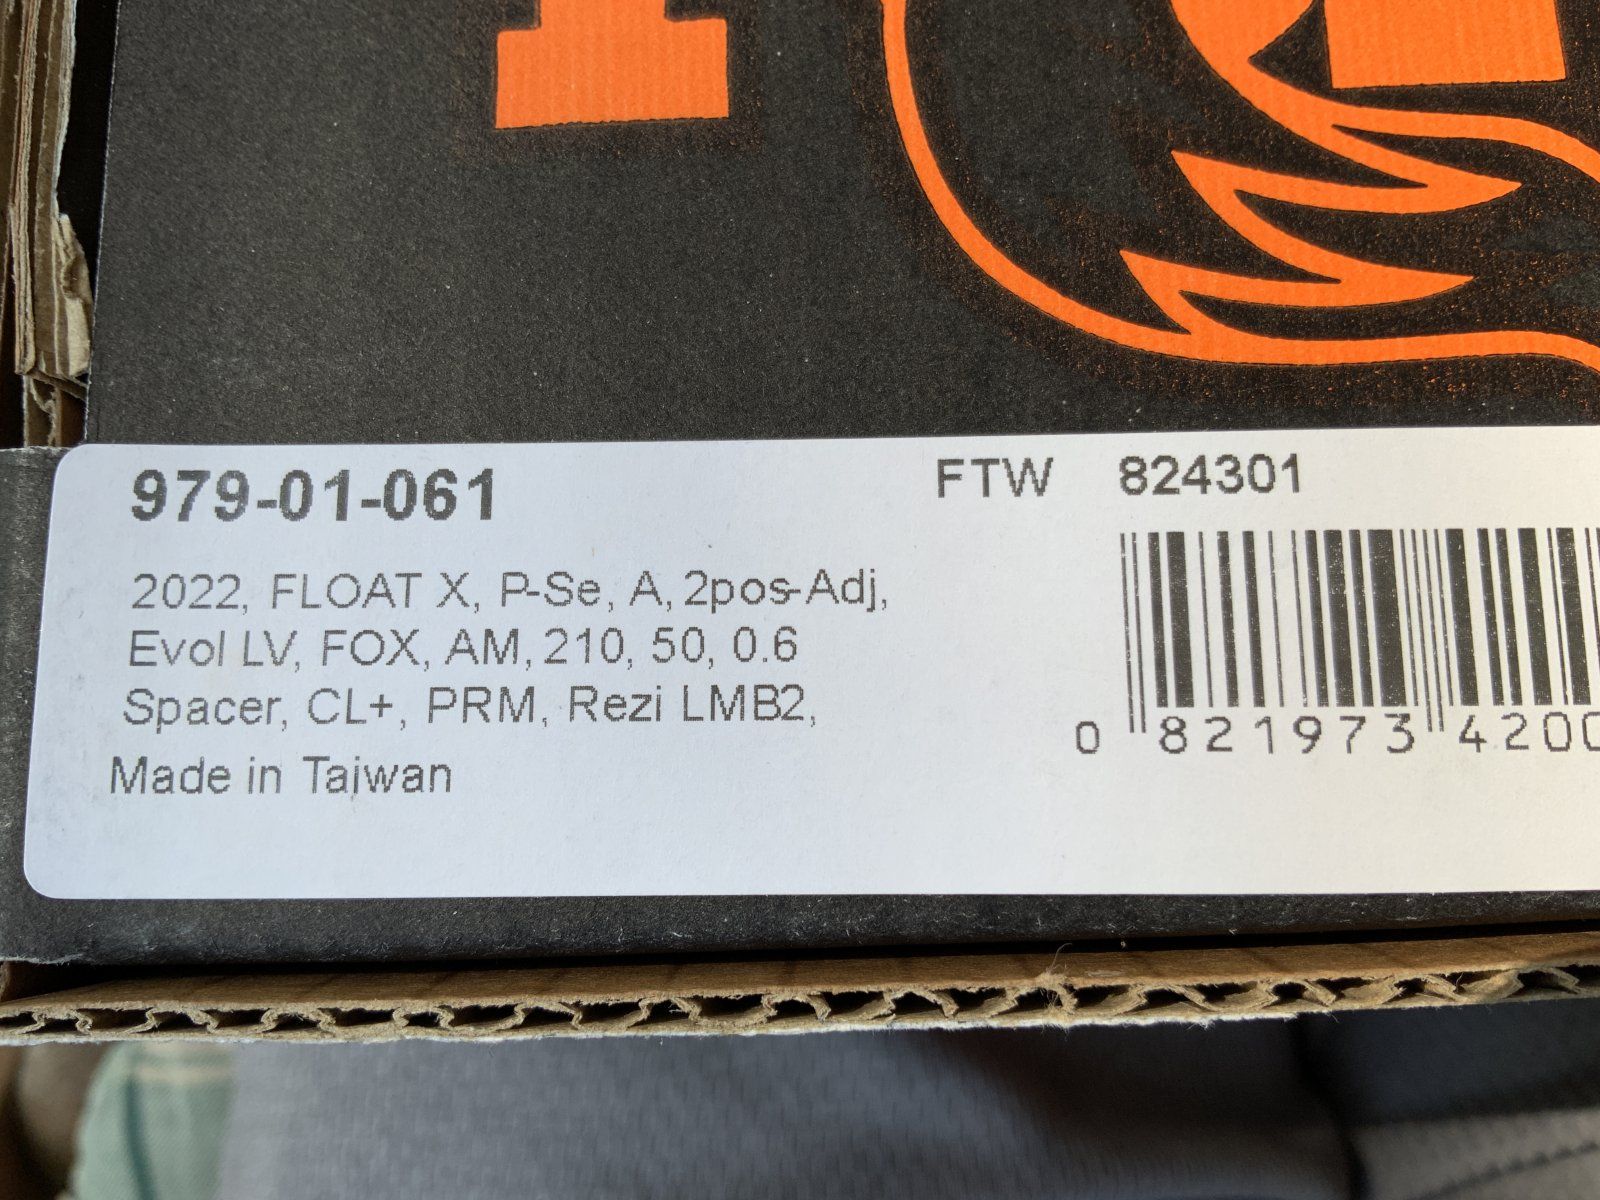 979-01-061
FTW 824301
2022, FLOAT X, P-Se, A, 2pos-Adj,
Evol LV, FOX, AM, 210, 50, 0.6
Spacer, CL+, PRM, Rezi LMB2,
Made in Taiwan
0 821973 420